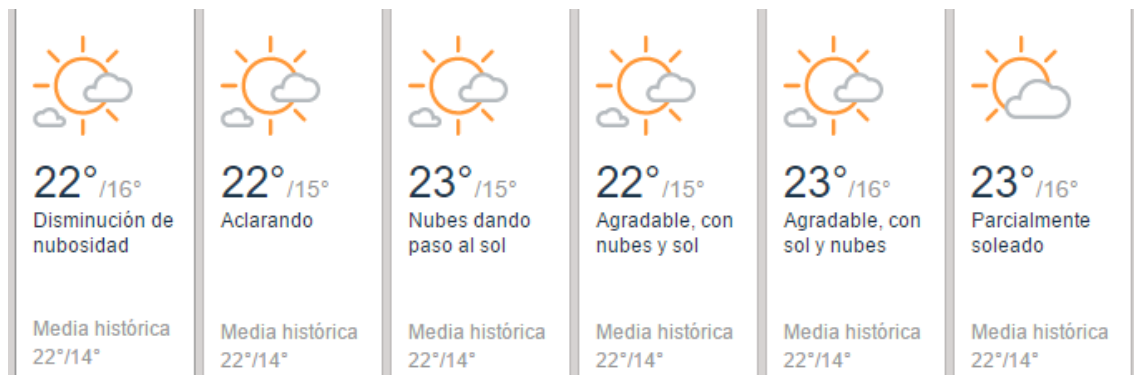 22°/16°
Disminución de
nubosidad
Media histórica
22°/14°
22°/15°
Aclarando
Media histórica
22°/14°
23°/15°
Nubes dando
paso al sol
Media histórica
22°/14°
22°/15°
Agradable, con
nubes y sol
Media histórica
22°/14°
23°/16°
Agradable, con
sol y nubes
Media histórica
22°/14°
23°/16°
Parcialmente
soleado
Media histórica
22°/14°